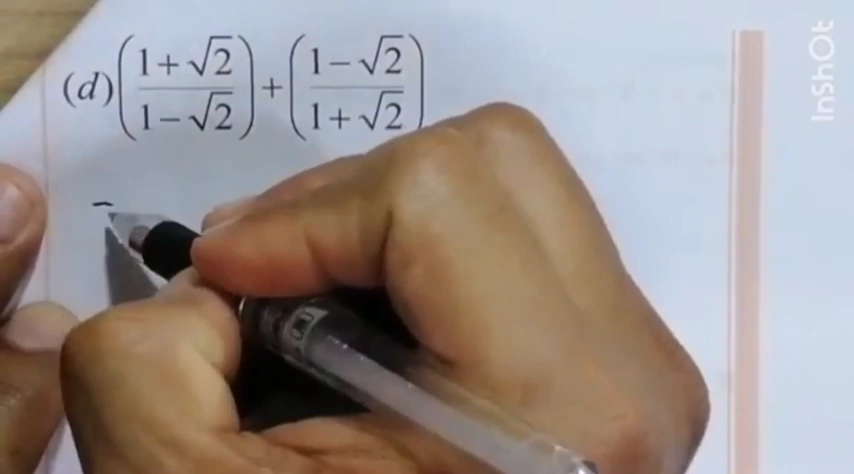 (d) (1+√2 / 1−√2) + (1−√2 / 1+√2)
InShOt